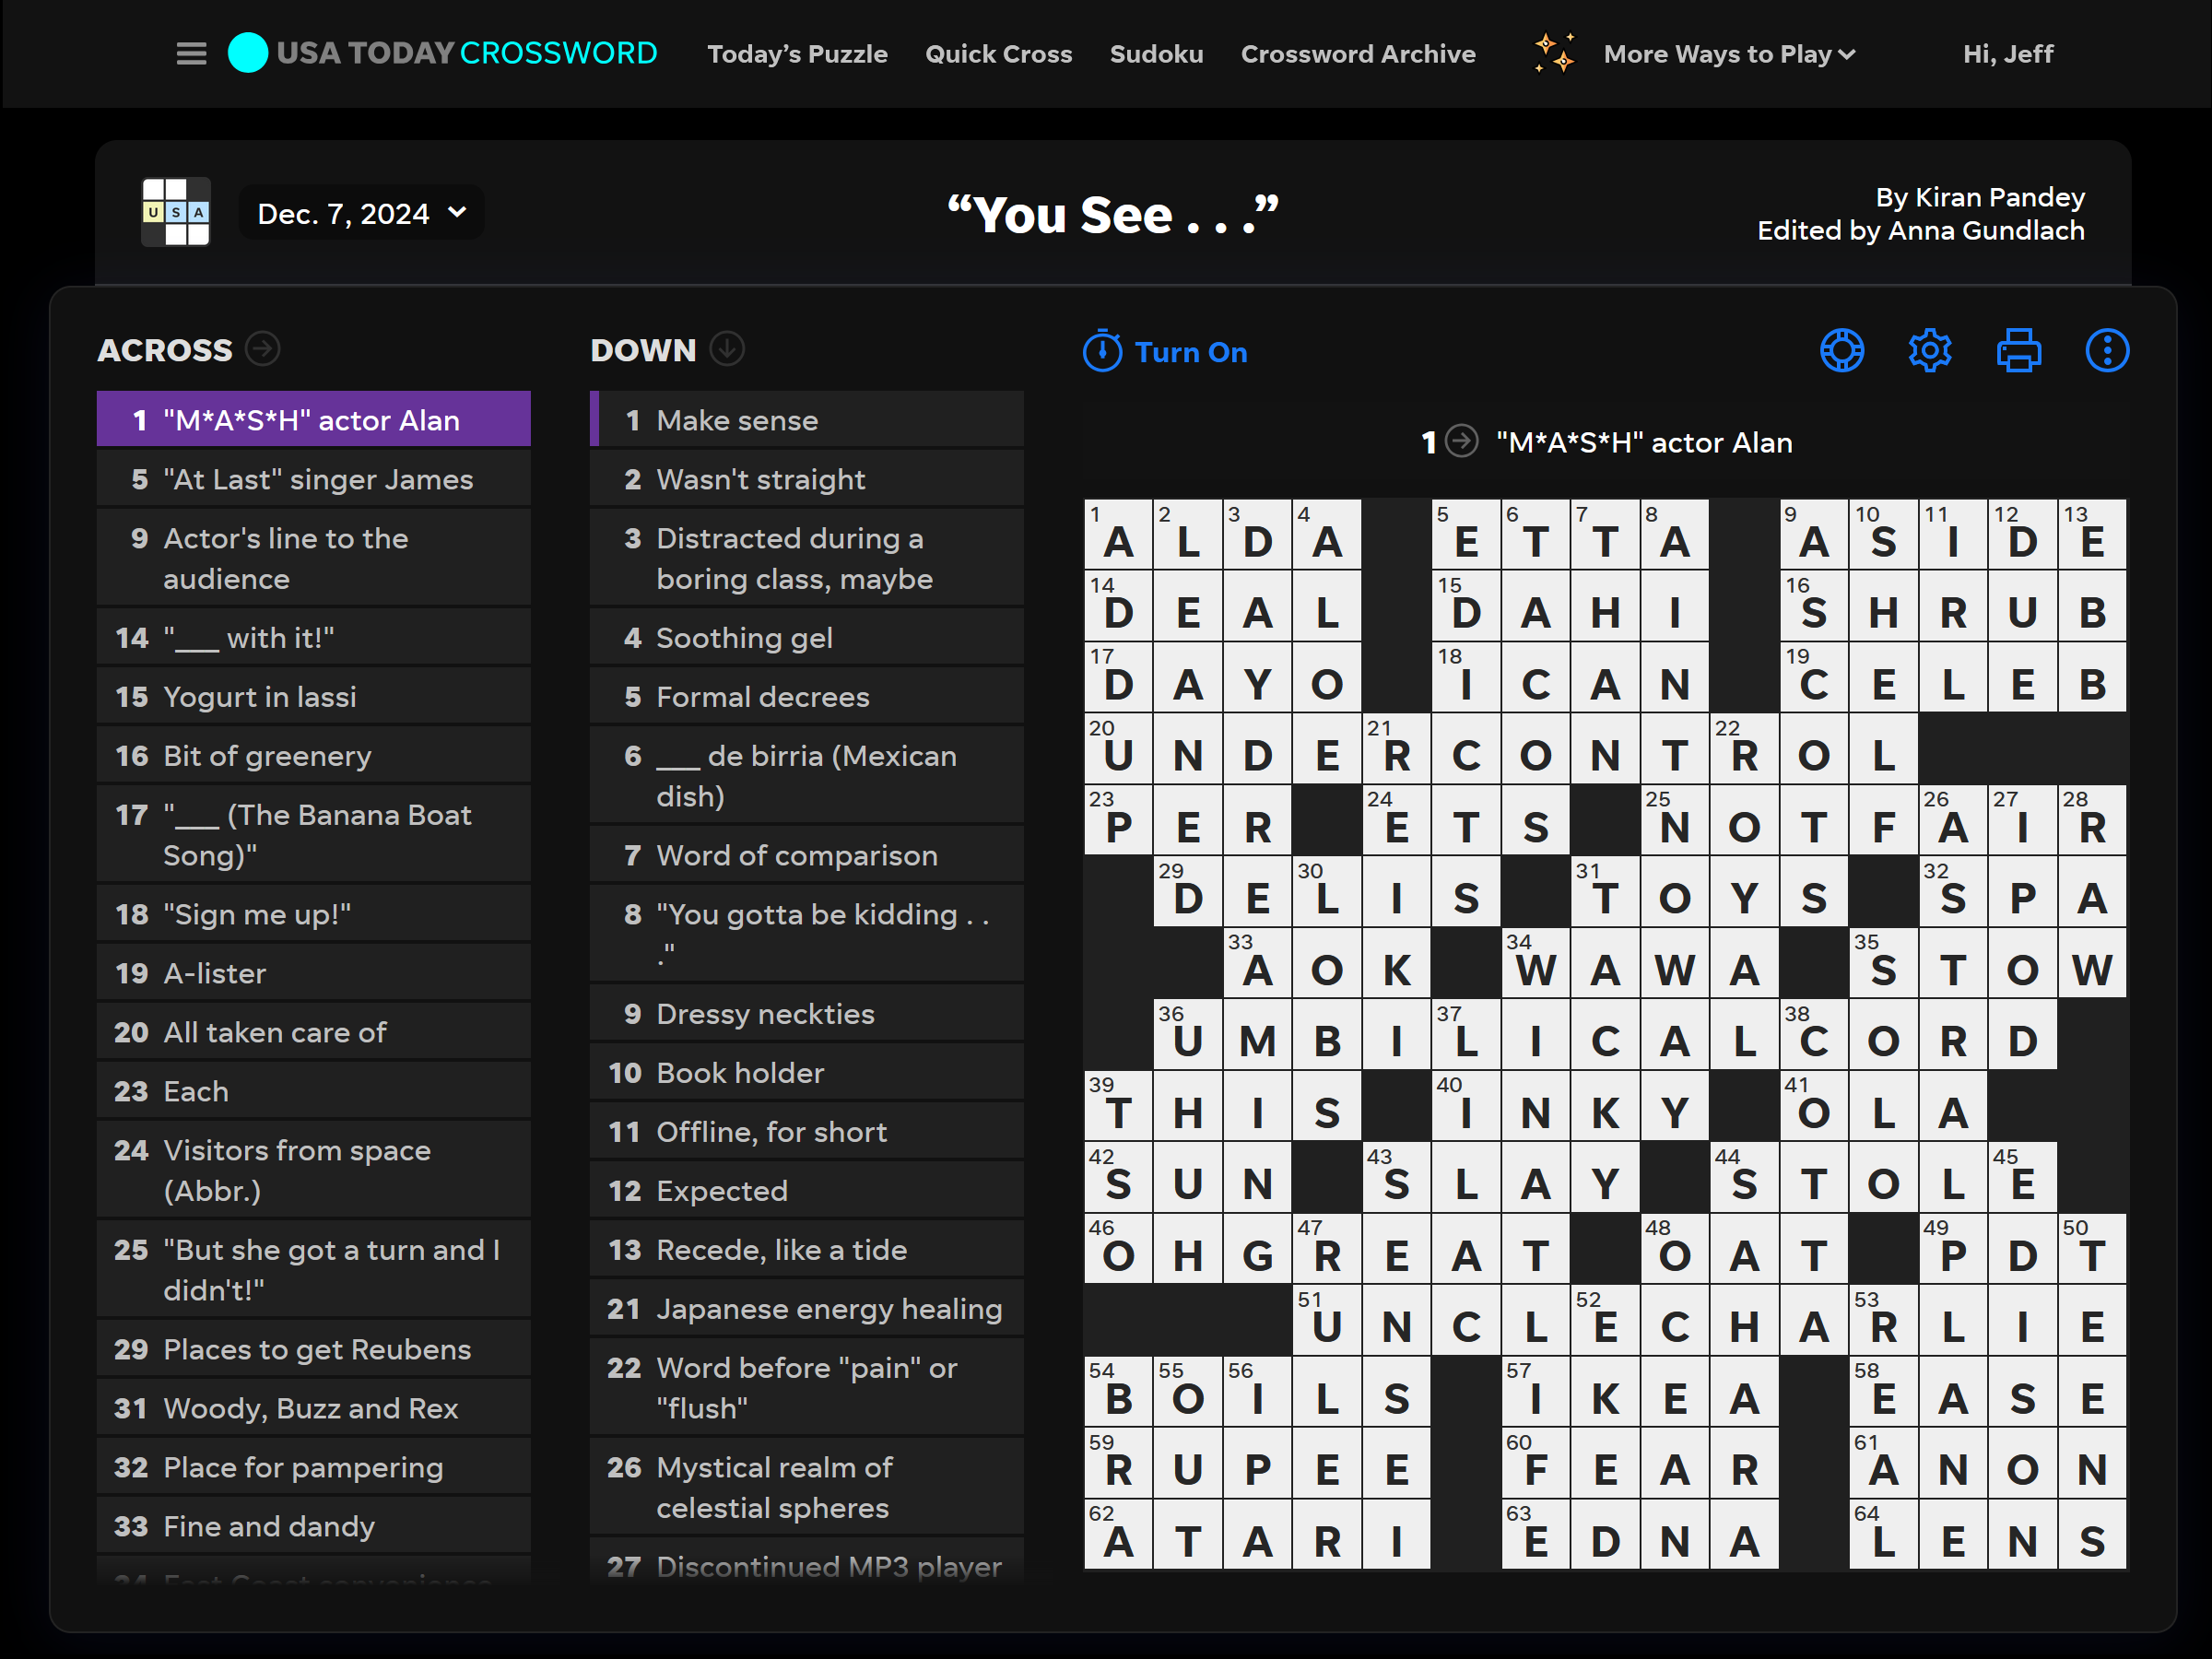 USA TODAY CROSSWORD
Today’s Puzzle
Quick Cross
Sudoku
Crossword Archive
More Ways to Play
Hi, Jeff
U S A
Dec. 7, 2024
“You See . . .”
By Kiran Pandey
Edited by Anna Gundlach
ACROSS
1 "M*A*S*H" actor Alan
5 "At Last" singer James
9 Actor's line to the
audience
14 "___ with it!"
15 Yogurt in lassi
16 Bit of greenery
17 "___ (The Banana Boat
Song)"
18 "Sign me up!"
19 A-lister
20 All taken care of
23 Each
24 Visitors from space
(Abbr.)
25 "But she got a turn and I
didn't!"
29 Places to get Reubens
31 Woody, Buzz and Rex
32 Place for pampering
33 Fine and dandy
34 East Coast convenience
DOWN
1 Make sense
2 Wasn't straight
3 Distracted during a
boring class, maybe
4 Soothing gel
5 Formal decrees
6 ___ de birria (Mexican
dish)
7 Word of comparison
8 "You gotta be kidding . .
."
9 Dressy neckties
10 Book holder
11 Offline, for short
12 Expected
13 Recede, like a tide
21 Japanese energy healing
22 Word before "pain" or
"flush"
26 Mystical realm of
celestial spheres
27 Discontinued MP3 player
Turn On
1 "M*A*S*H" actor Alan
1 A 2 L 3 D 4 A 5 E 6 T 7 T 8 A 9 A 10 S 11 I 12 D 13 E
14 D E A L 15 D A H I 16 S H R U B
17 D A Y O 18 I C A N 19 C E L E B
20 U N D E 21 R C O N T 22 R O L
23 P E R 24 E T S 25 N O T F 26 A 27 I 28 R
29 D E 30 L I S 31 T O Y S 32 S P A
33 A O K 34 W A W A 35 S T O W
36 U M B I 37 L I C A L 38 C O R D
39 T H I S 40 I N K Y 41 O L A
42 S U N 43 S L A Y 44 S T O L 45 E
46 O H G 47 R E A T 48 O A T 49 P D 50 T
51 U N C L 52 E C H A 53 R L I E
54 B 55 O 56 I L S 57 I K E A 58 E A S E
59 R U P E E 60 F E A R 61 A N O N
62 A T A R I 63 E D N A 64 L E N S